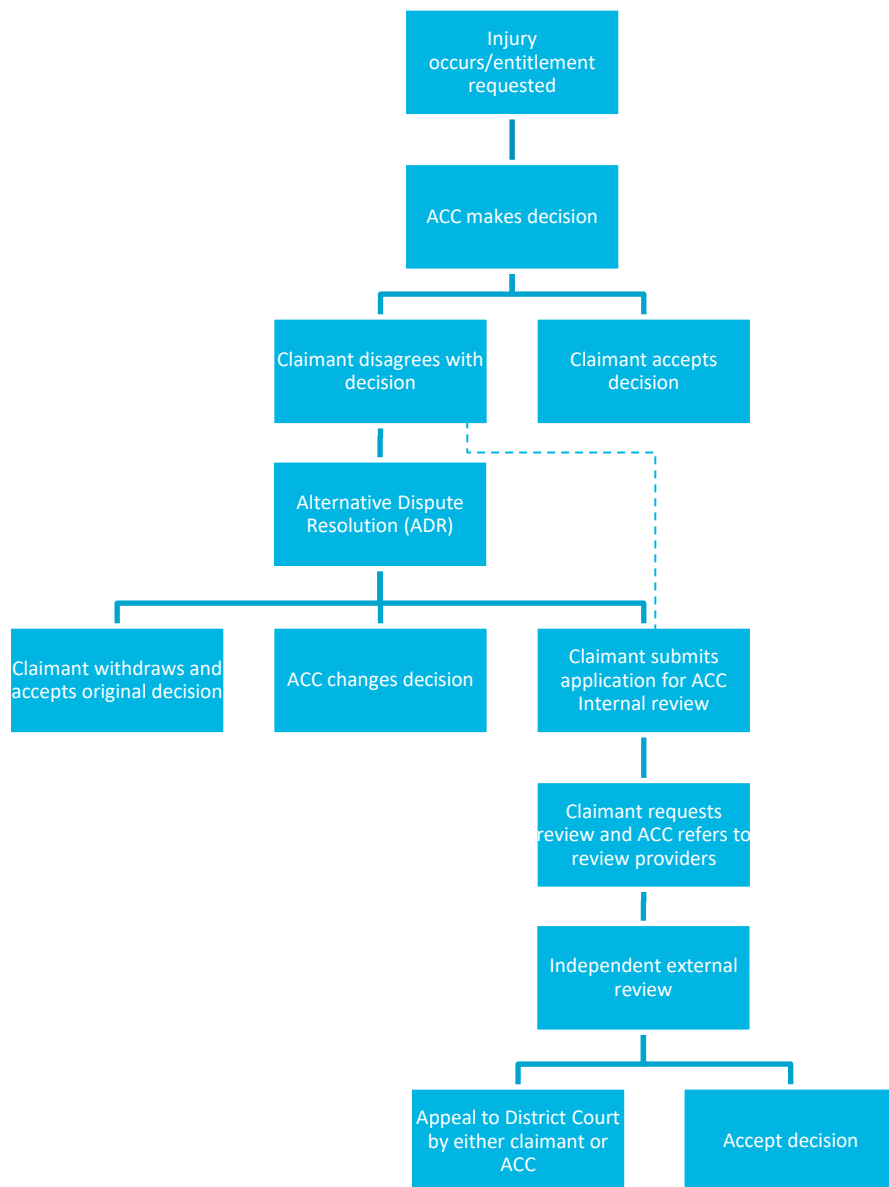 Injury
occurs/entitlement
requested
ACC makes decision
Claimant disagrees with
decision
Claimant accepts
decision
Alternative Dispute
Resolution (ADR)
Claimant withdraws and
accepts original decision
ACC changes decision
Claimant submits
application for ACC
Internal review
Claimant requests
review and ACC refers to
review providers
Independent external
review
Appeal to District Court
by either claimant or
ACC
Accept decision